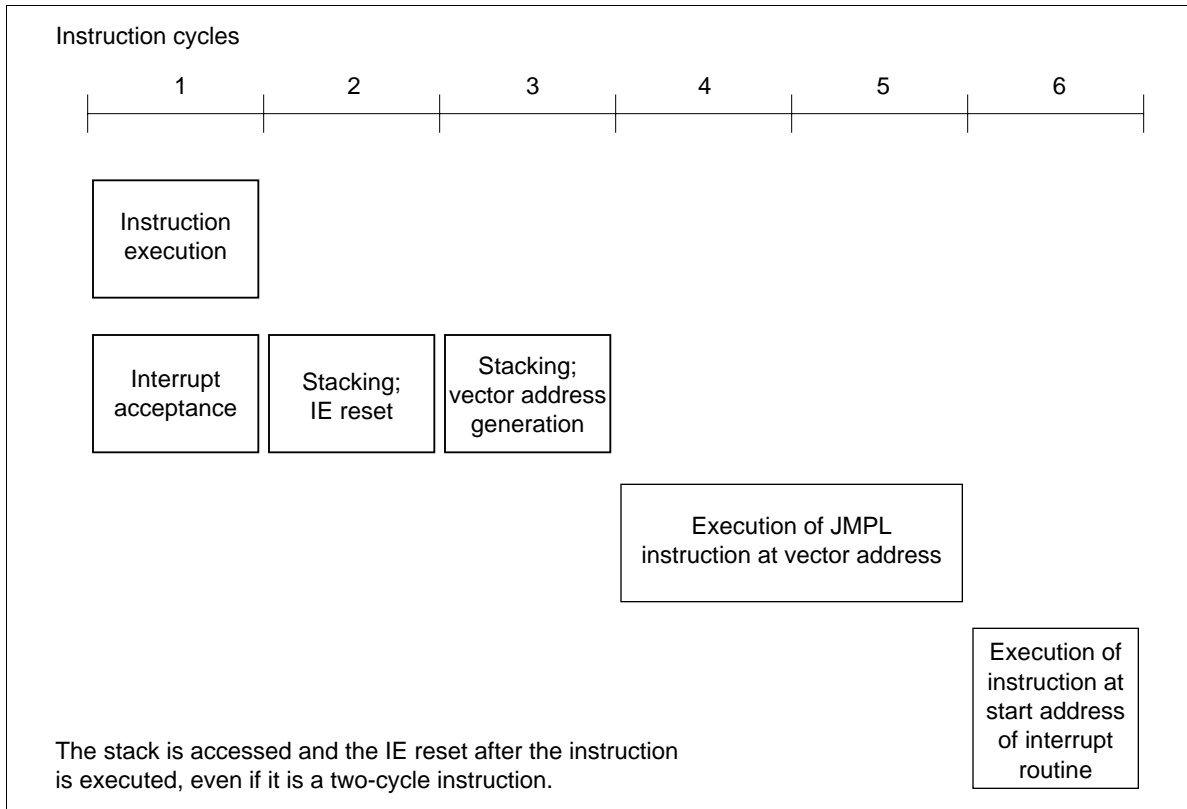 Instruction cycles
1 2 3 4 5 6
Instruction
execution
Interrupt
acceptance
Stacking;
IE reset
Stacking;
vector address
generation
Execution of JMPL
instruction at vector address
Execution of
instruction at
start address
of interrupt
routine
The stack is accessed and the IE reset after the instruction
is executed, even if it is a two-cycle instruction.